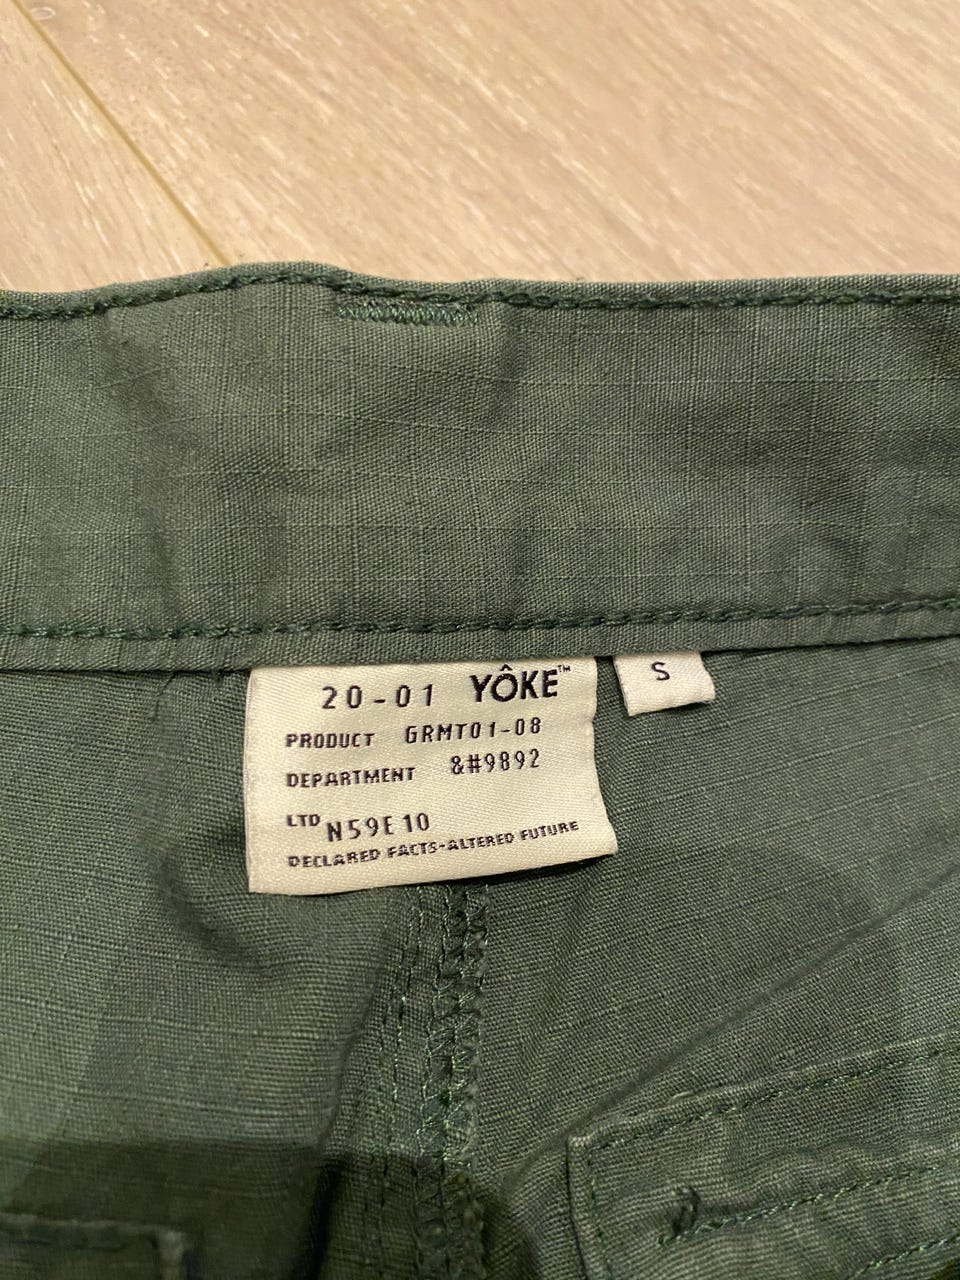 20-01 YÔKE™
S
PRODUCT GRMT01-08
DEPARTMENT &#9892
LTD N59E10
DECLARED FACTS-ALTERED FUTURE